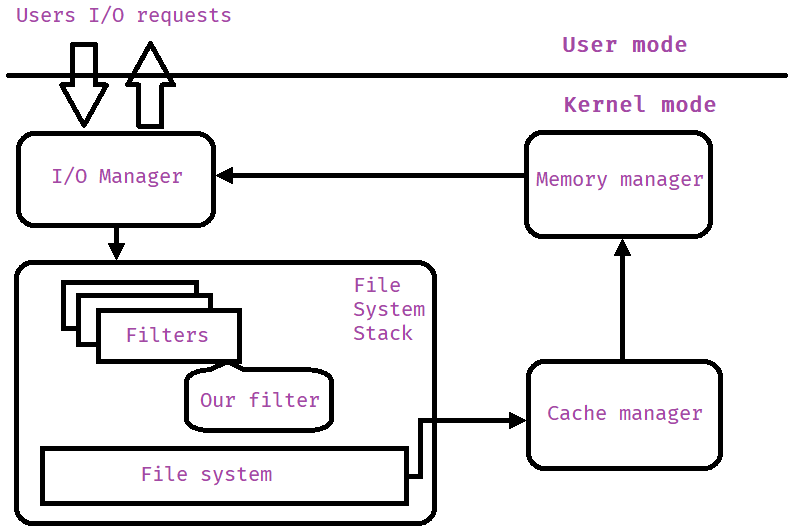 Users I/O requests
User mode
Kernel mode
I/O Manager
Memory manager
File
System
Stack
Filters
Our filter
Cache manager
File system